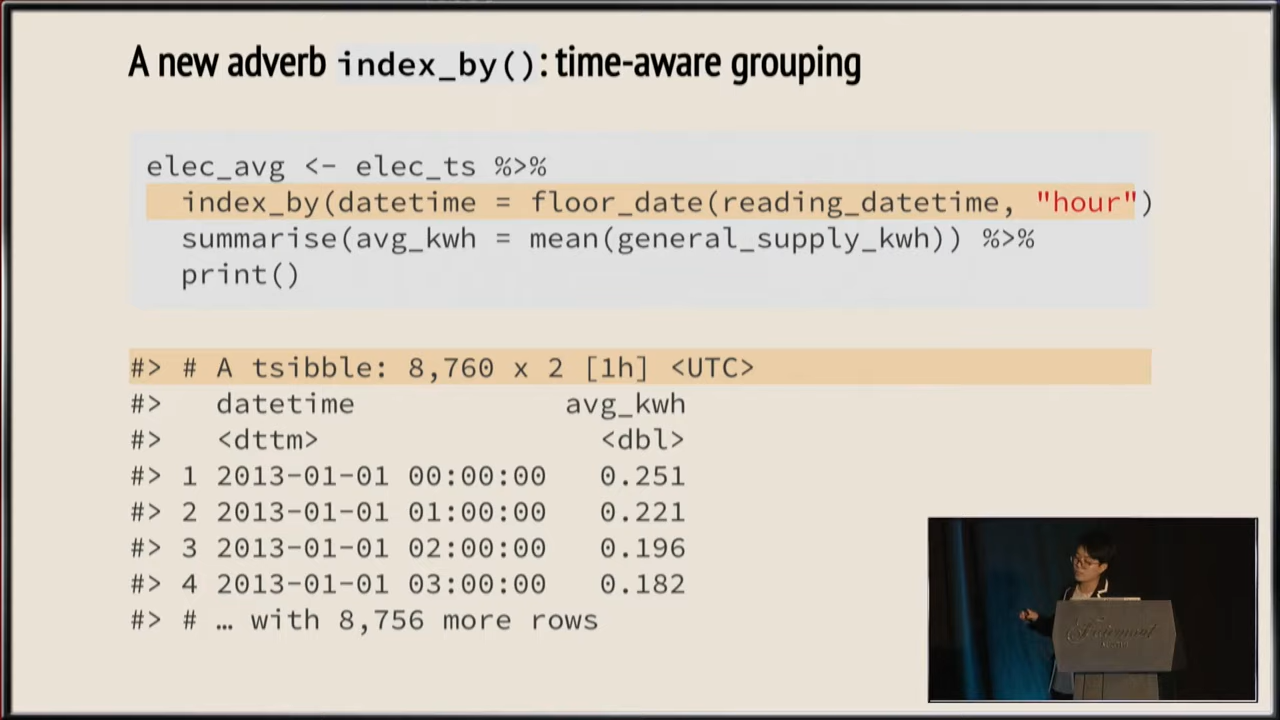 A new adverb index_by(): time-aware grouping
elec_avg <- elec_ts %>%
index_by(datetime = floor_date(reading_datetime, "hour")
summarise(avg_kwh = mean(general_supply_kwh)) %>%
print()
#> # A tsibble: 8,760 x 2 [1h] <UTC>
#> datetime avg_kwh
#> <dttm> <dbl>
#> 1 2013-01-01 00:00:00 0.251
#> 2 2013-01-01 01:00:00 0.221
#> 3 2013-01-01 02:00:00 0.196
#> 4 2013-01-01 03:00:00 0.182
#> # … with 8,756 more rows
Fairmont